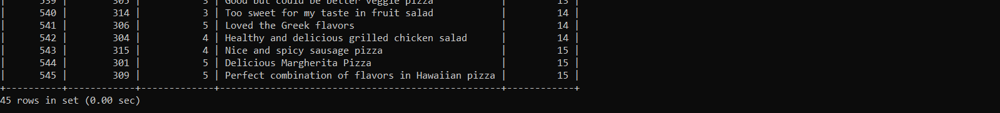 | 539 | 305 | 3 | Good but could be better veggie pizza | 13 |
| 540 | 314 | 3 | Too sweet for my taste in fruit salad | 14 |
| 541 | 306 | 5 | Loved the Greek flavors | 14 |
| 542 | 304 | 4 | Healthy and delicious grilled chicken salad | 14 |
| 543 | 315 | 4 | Nice and spicy sausage pizza | 15 |
| 544 | 301 | 5 | Delicious Margherita Pizza | 15 |
| 545 | 309 | 5 | Perfect combination of flavors in Hawaiian pizza | 15 |
+----------+------------+-------------+--------------------------------------------------+------------+
45 rows in set (0.00 sec)